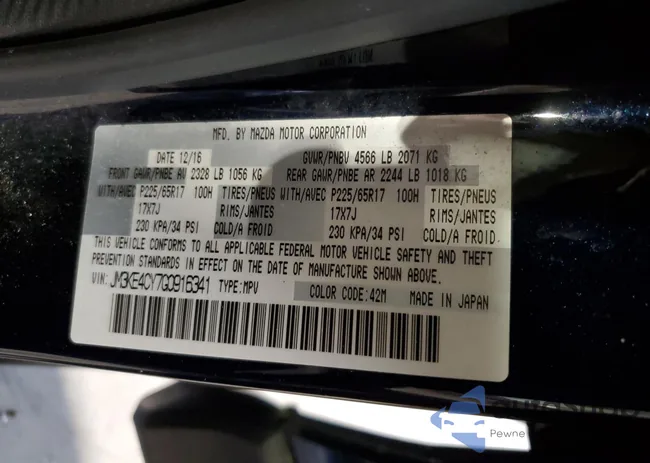 MFD. BY MAZDA MOTOR CORPORATION
DATE 12/16 GVWR/PNBV 4566 LB 2071 KG
FRONT GAWR/PNBE AV 2328 LB 1056 KG REAR GAWR/PNBE AR 2244 LB 1018 KG
WITH/AVEC P225/65R17 100H TIRES/PNEUS WITH/AVEC P225/65R17 100H TIRES/PNEUS
17X7J RIMS/JANTES 17X7J RIMS/JANTES
230 KPA/34 PSI COLD/A FROID. 230 KPA/34 PSI COLD/A FROID.
THIS VEHICLE CONFORMS TO ALL APPLICABLE FEDERAL MOTOR VEHICLE SAFETY AND THEFT
PREVENTION STANDARDS IN EFFECT ON THE DATE OF MANUFACTURE SHOWN ABOVE.
VIN: JM3KE4CY7G0916341 TYPE:MPV COLOR CODE:42M MADE IN JAPAN
Pewne